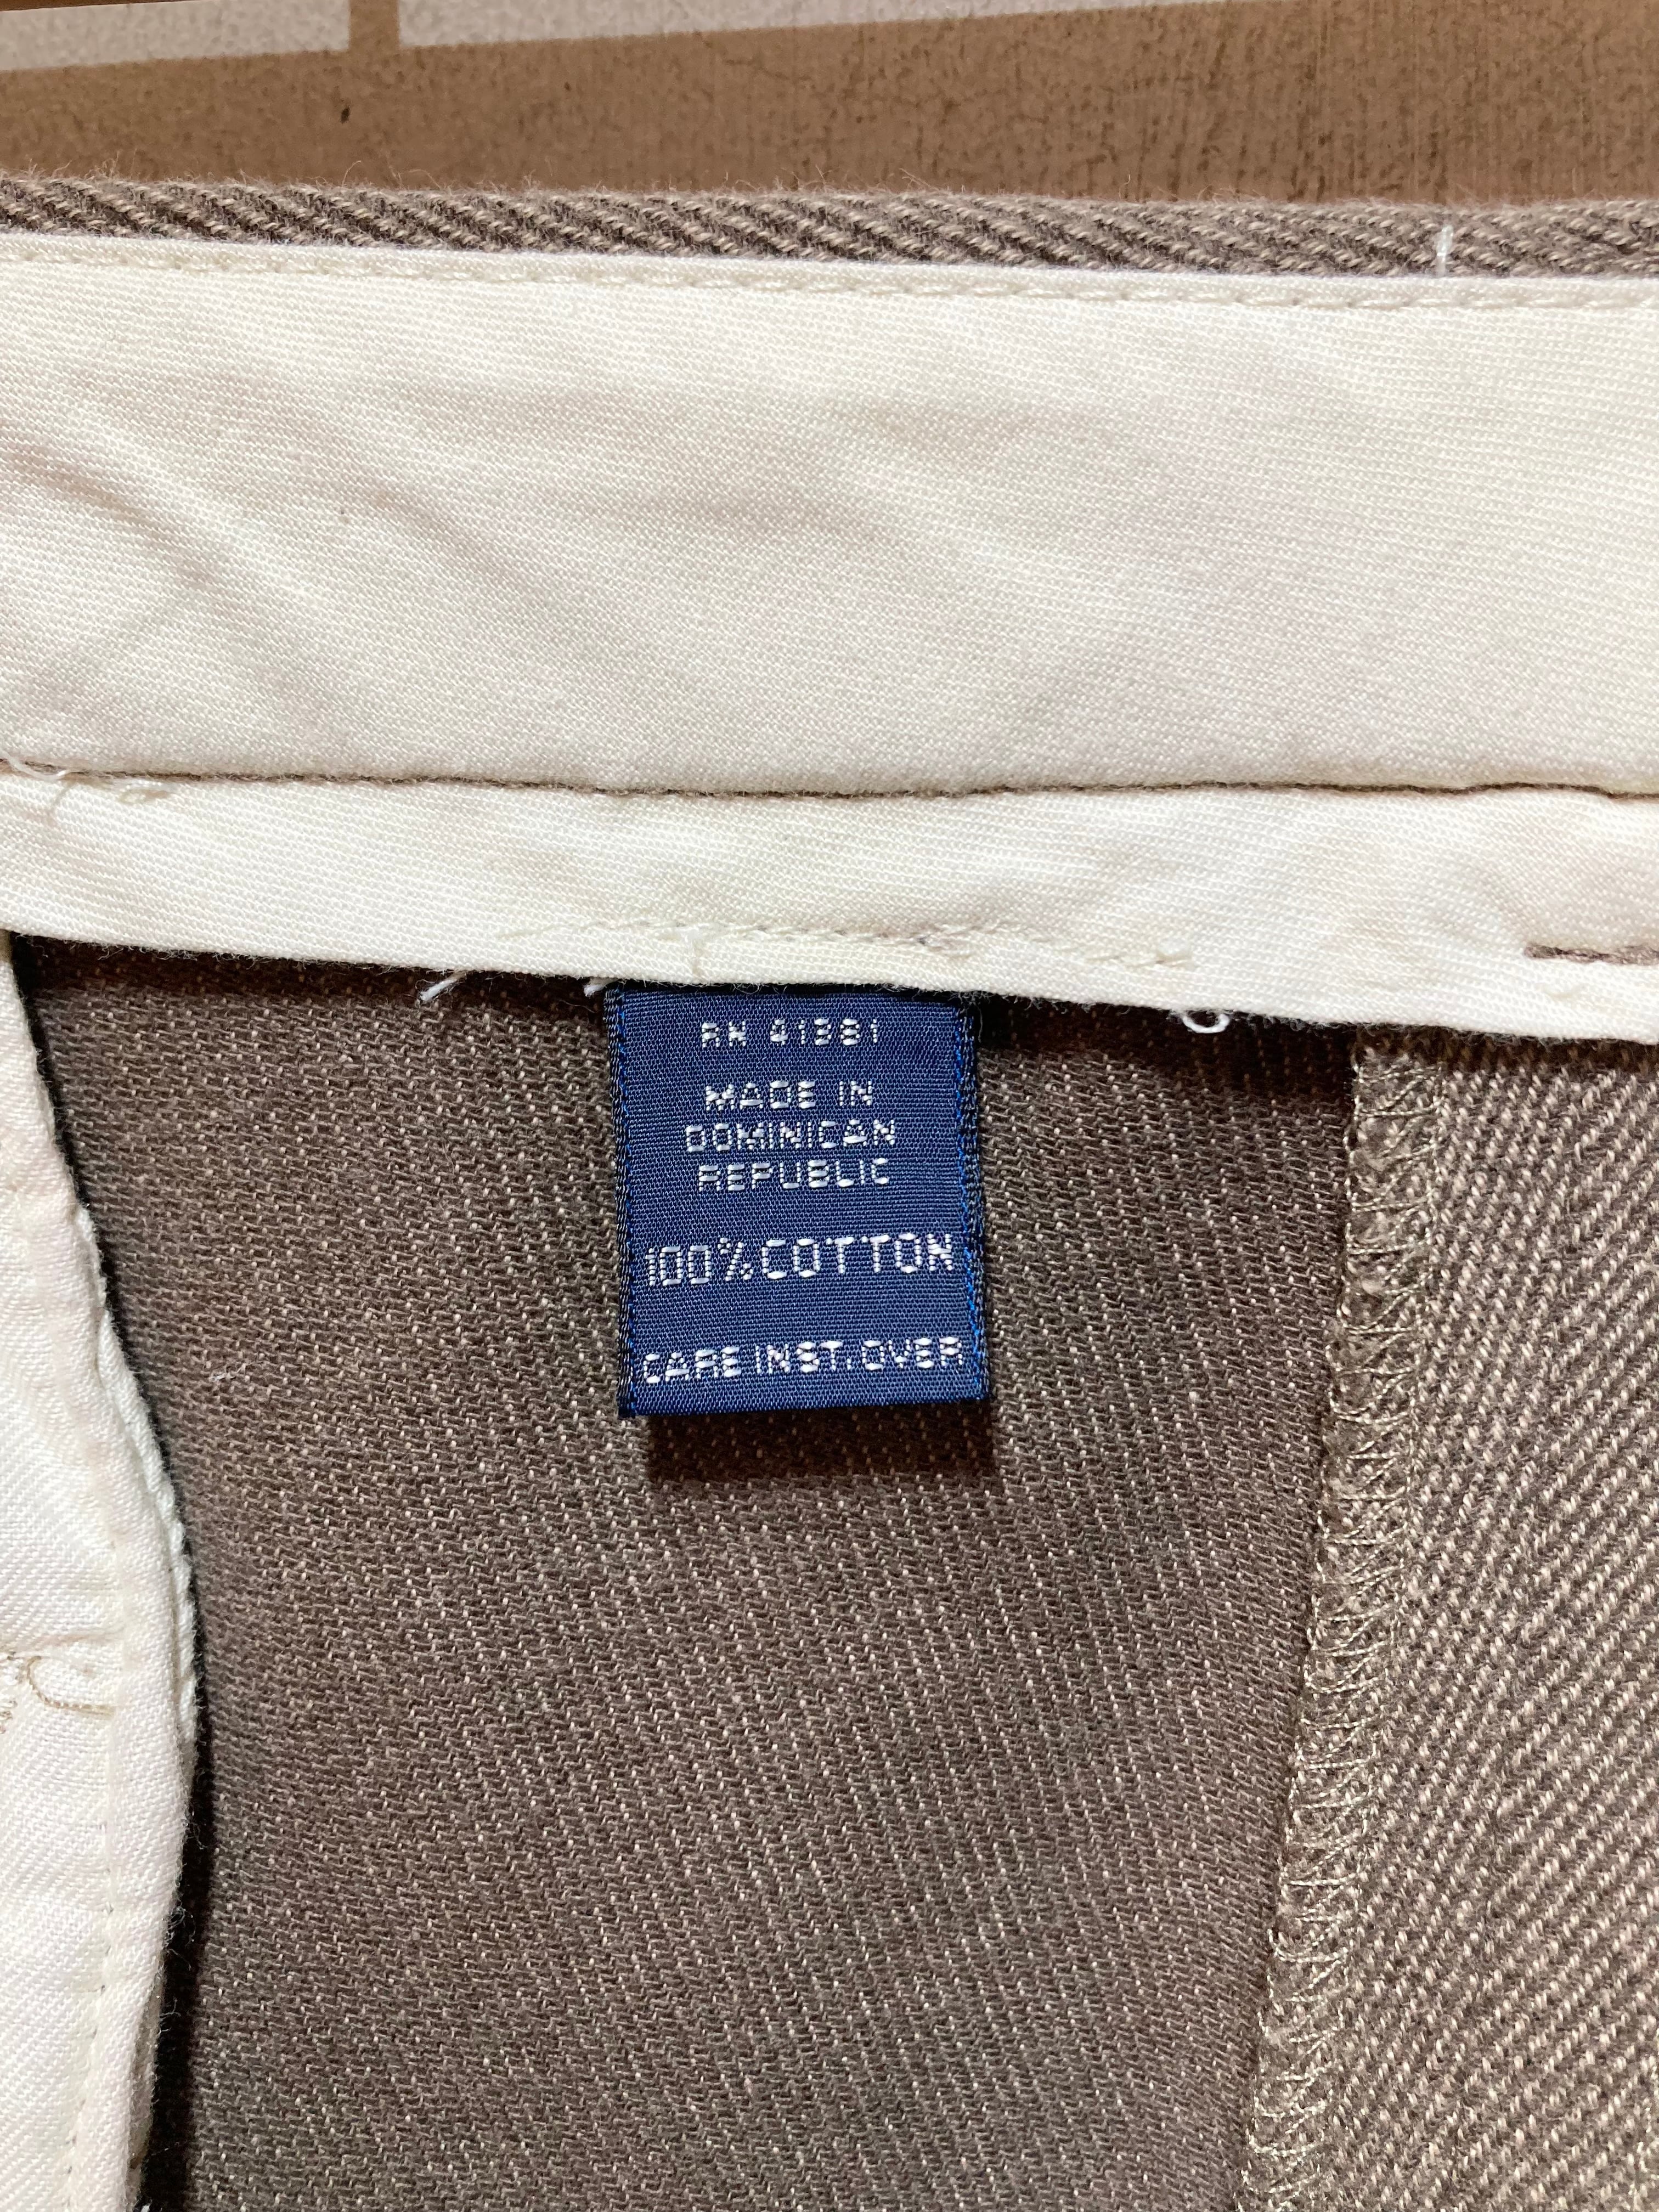 RN 41381
MADE IN
DOMINICAN
REPUBLIC
100% COTTON
CARE INST. OVER